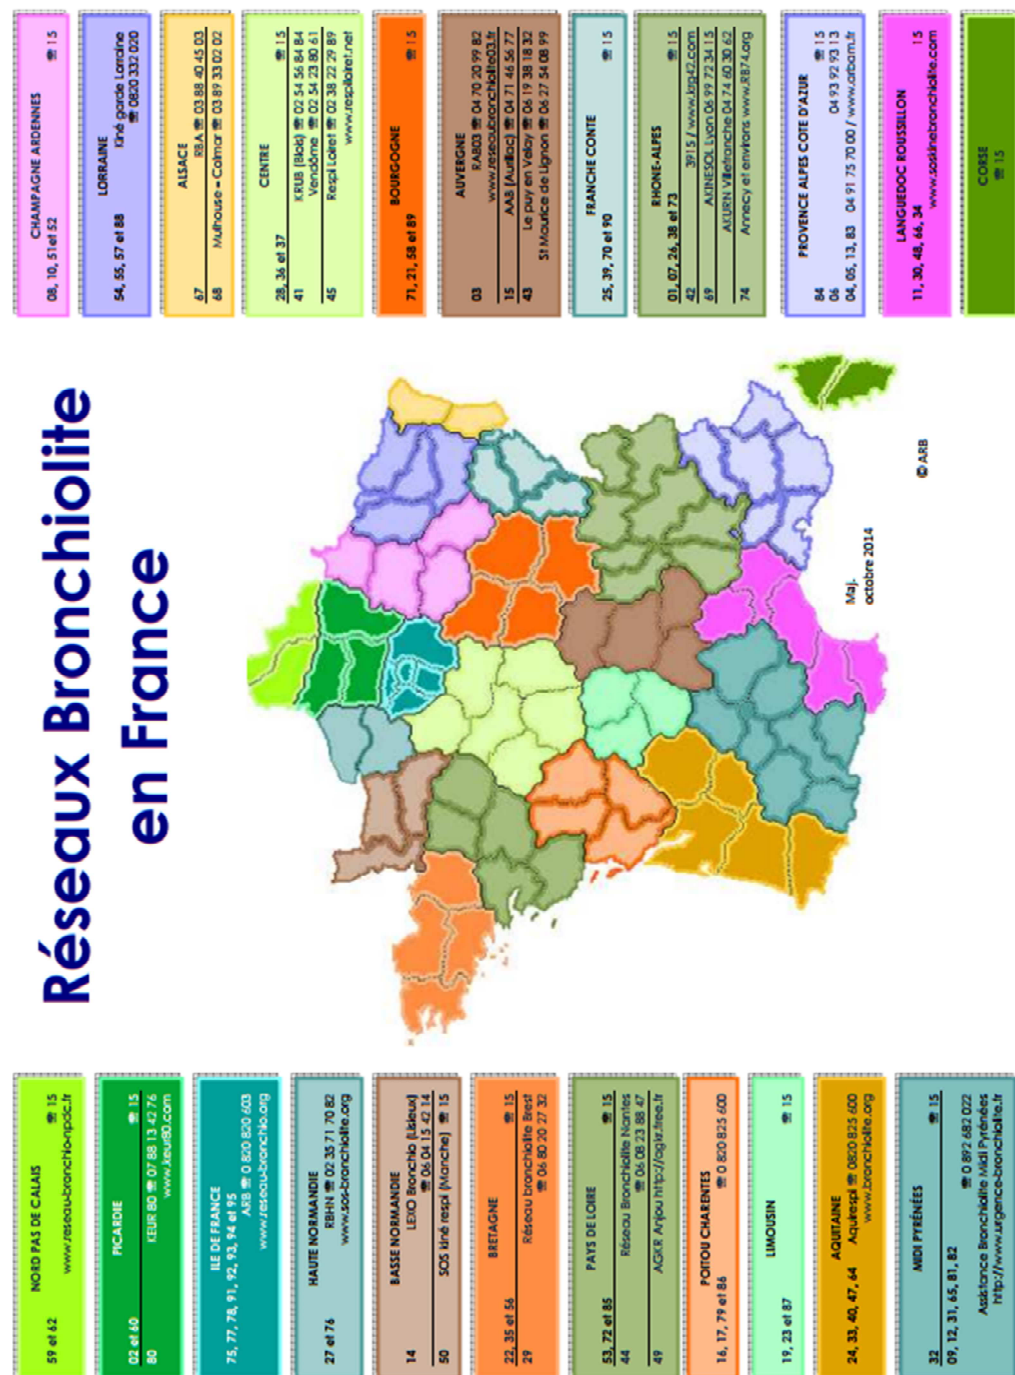 Réseaux Bronchiolite
en France
NORD PAS DE CALAIS
59 et 62 ☎ 15
www.reseau-bronchio-npdc.fr
PICARDIE
02 et 60 ☎ 15
80 KEUR 80 ☎ 07 88 13 42 76
www.keur80.com
ILE DE FRANCE
75, 77, 78, 91, 92, 93, 94 et 95
ARB ☎ 0 820 820 603
www.reseau-bronchio.org
HAUTE NORMANDIE
27 et 76 RBHN ☎ 02 35 71 70 82
www.sos-bronchiolite.org
BASSE NORMANDIE
14 LEXO Bronchio (Lisieux)
☎ 06 04 15 42 14
50 SOS kiné respi (Manche) ☎ 15
BRETAGNE
22, 35 et 56 ☎ 15
29 Réseau bronchiolite Brest
☎ 06 80 20 27 32
PAYS DE LOIRE
53, 72 et 85 ☎ 15
44 Réseau Bronchiolite Nantes
☎ 06 08 23 88 47
49 AGKR Anjou http://agkr.free.fr
POITOU CHARENTES
16, 17, 79 et 86 ☎ 0 820 825 600
LIMOUSIN
19, 23 et 87 ☎ 15
AQUITAINE
24, 33, 40, 47, 64 Aquirespi ☎ 0820 825 600
www.bronchiolite.org
MIDI PYRÉNÉES
32 ☎ 15
09, 12, 31, 65, 81, 82
☎ 0 892 682 022
Assistance Bronchiolite Midi Pyrénées
http://www.urgence-bronchiolite.fr
CHAMPAGNE ARDENNES
08, 10, 51 et 52 ☎ 15
LORRAINE
54, 55, 57 et 88 Kiné garde Lorraine
☎ 0820 332 020
ALSACE
67 RBA ☎ 03 88 40 45 03
68 Mulhouse – Colmar ☎ 03 89 33 02 02
CENTRE
28, 36 et 37 ☎ 15
41 KRUB (Blois) ☎ 02 54 56 84 84
Vendôme ☎ 02 54 23 80 61
45 Respi Loiret ☎ 02 38 22 29 89
www.respiloiret.net
BOURGOGNE
71, 21, 58 et 89 ☎ 15
AUVERGNE
03 RAB03 ☎ 04 70 20 99 82
www.reseaubronchiolite03.fr
15 AAB (Aurillac) ☎ 04 71 46 56 77
43 Le puy en Velay ☎ 06 19 38 18 32
St Maurice de Lignon ☎ 06 27 54 08 99
FRANCHE CONTE
25, 39, 70 et 90 ☎ 15
RHONE-ALPES
01, 07, 26, 38 et 73 ☎ 15
42 3915 / www.krg42.com
69 AKINESOL Lyon 06 99 72 34 15
AKURN Villefranche 04 74 60 30 62
74 Annecy et environs www.RB74.org
PROVENCE ALPES COTE D'AZUR
84 ☎ 15
06 04 93 92 93 13
04, 05, 13, 83 04 91 75 70 00 / www.arbam.fr
LANGUEDOC ROUSSILLON
11, 30, 48, 66, 34 15
www.soskinebronchiolite.com
CORSE
☎ 15
Maj.
octobre 2014
© ARB